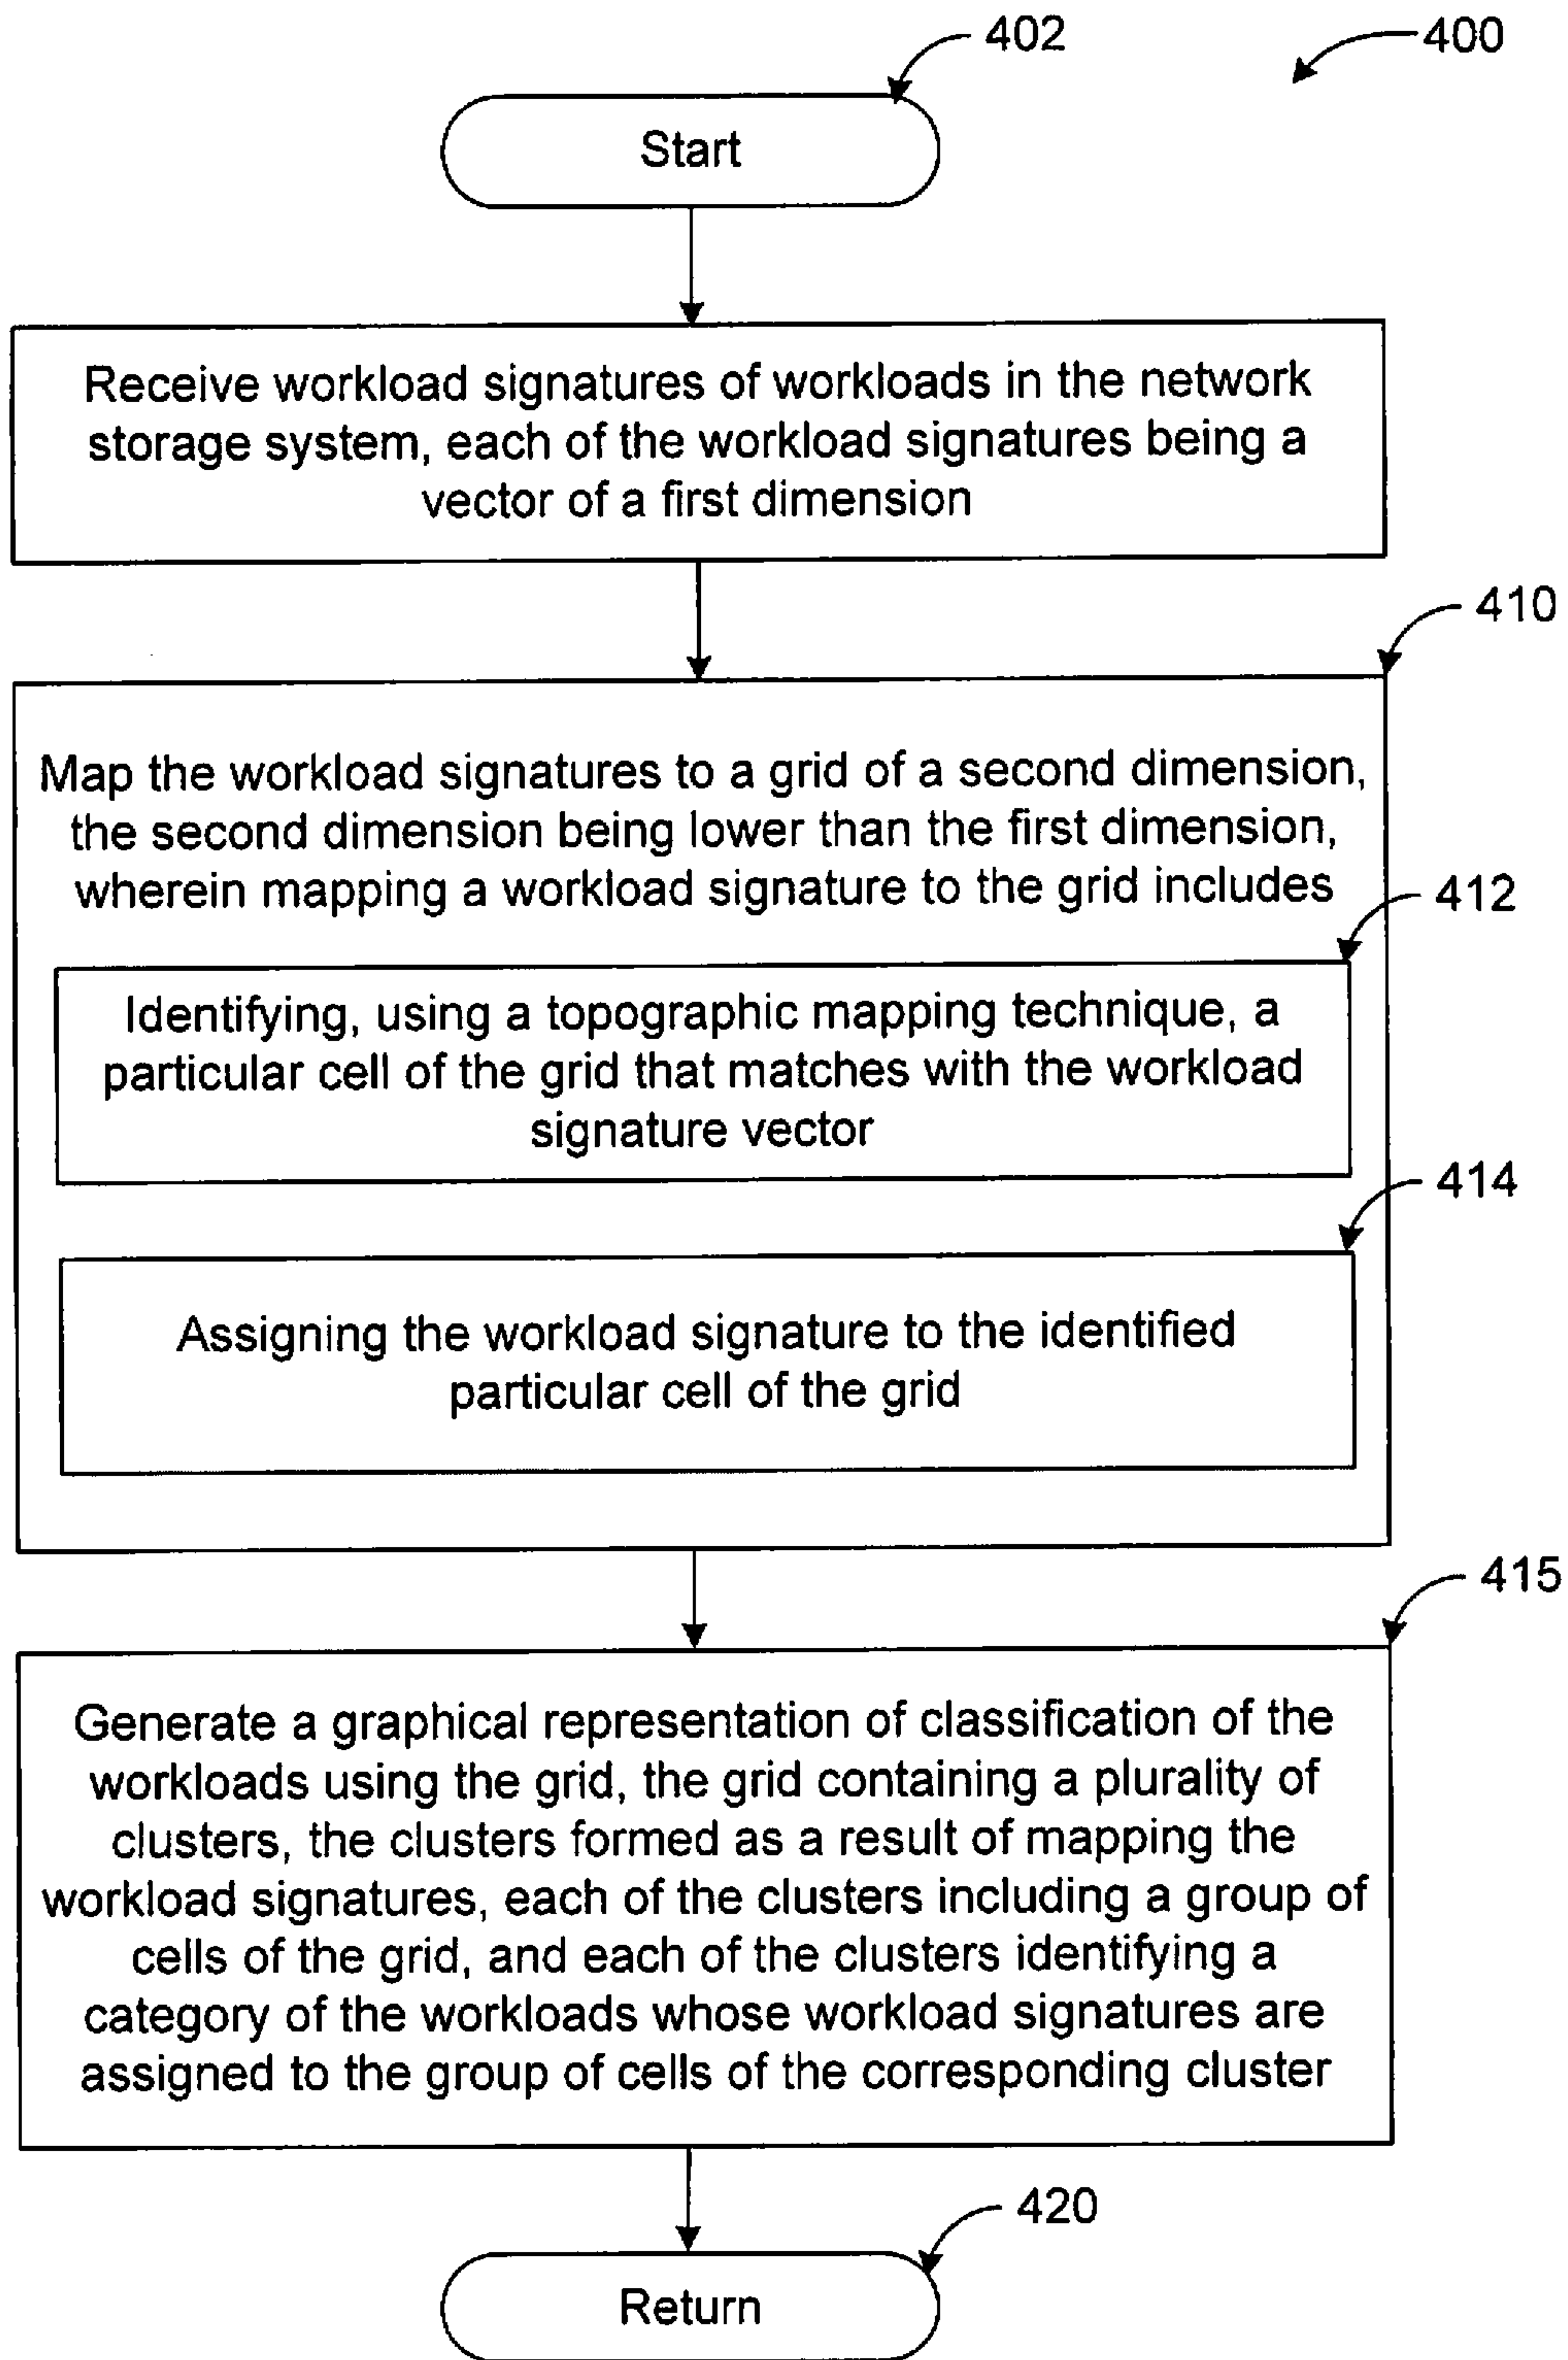 402
400
Start
Receive workload signatures of workloads in the network
storage system, each of the workload signatures being a
vector of a first dimension
410
Map the workload signatures to a grid of a second dimension,
the second dimension being lower than the first dimension,
wherein mapping a workload signature to the grid includes
412
Identifying, using a topographic mapping technique, a
particular cell of the grid that matches with the workload
signature vector
414
Assigning the workload signature to the identified
particular cell of the grid
415
Generate a graphical representation of classification of the
workloads using the grid, the grid containing a plurality of
clusters, the clusters formed as a result of mapping the
workload signatures, each of the clusters including a group of
cells of the grid, and each of the clusters identifying a
category of the workloads whose workload signatures are
assigned to the group of cells of the corresponding cluster
420
Return